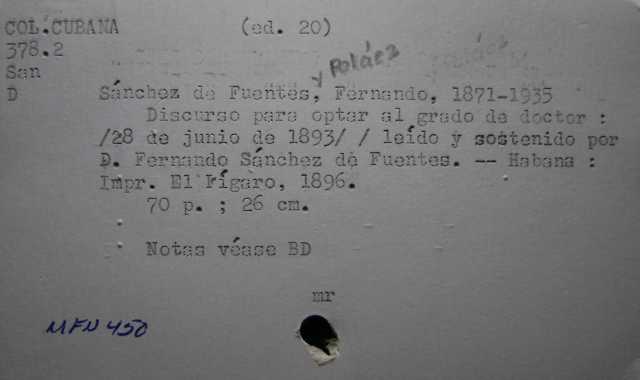 COL.CUBANA (ed. 20)
378.2
San
y Peláez
D Sánchez de Fuentes, Fernando, 1871-1935
Discurso para optar al grado de doctor :
/28 de junio de 1893/ / leído y sostenido por
D. Fernando Sánchez de Fuentes. -- Habana :
Impr. El Fígaro, 1896.
70 p. ; 26 cm.
Notas véase BD
mr
MFN 450